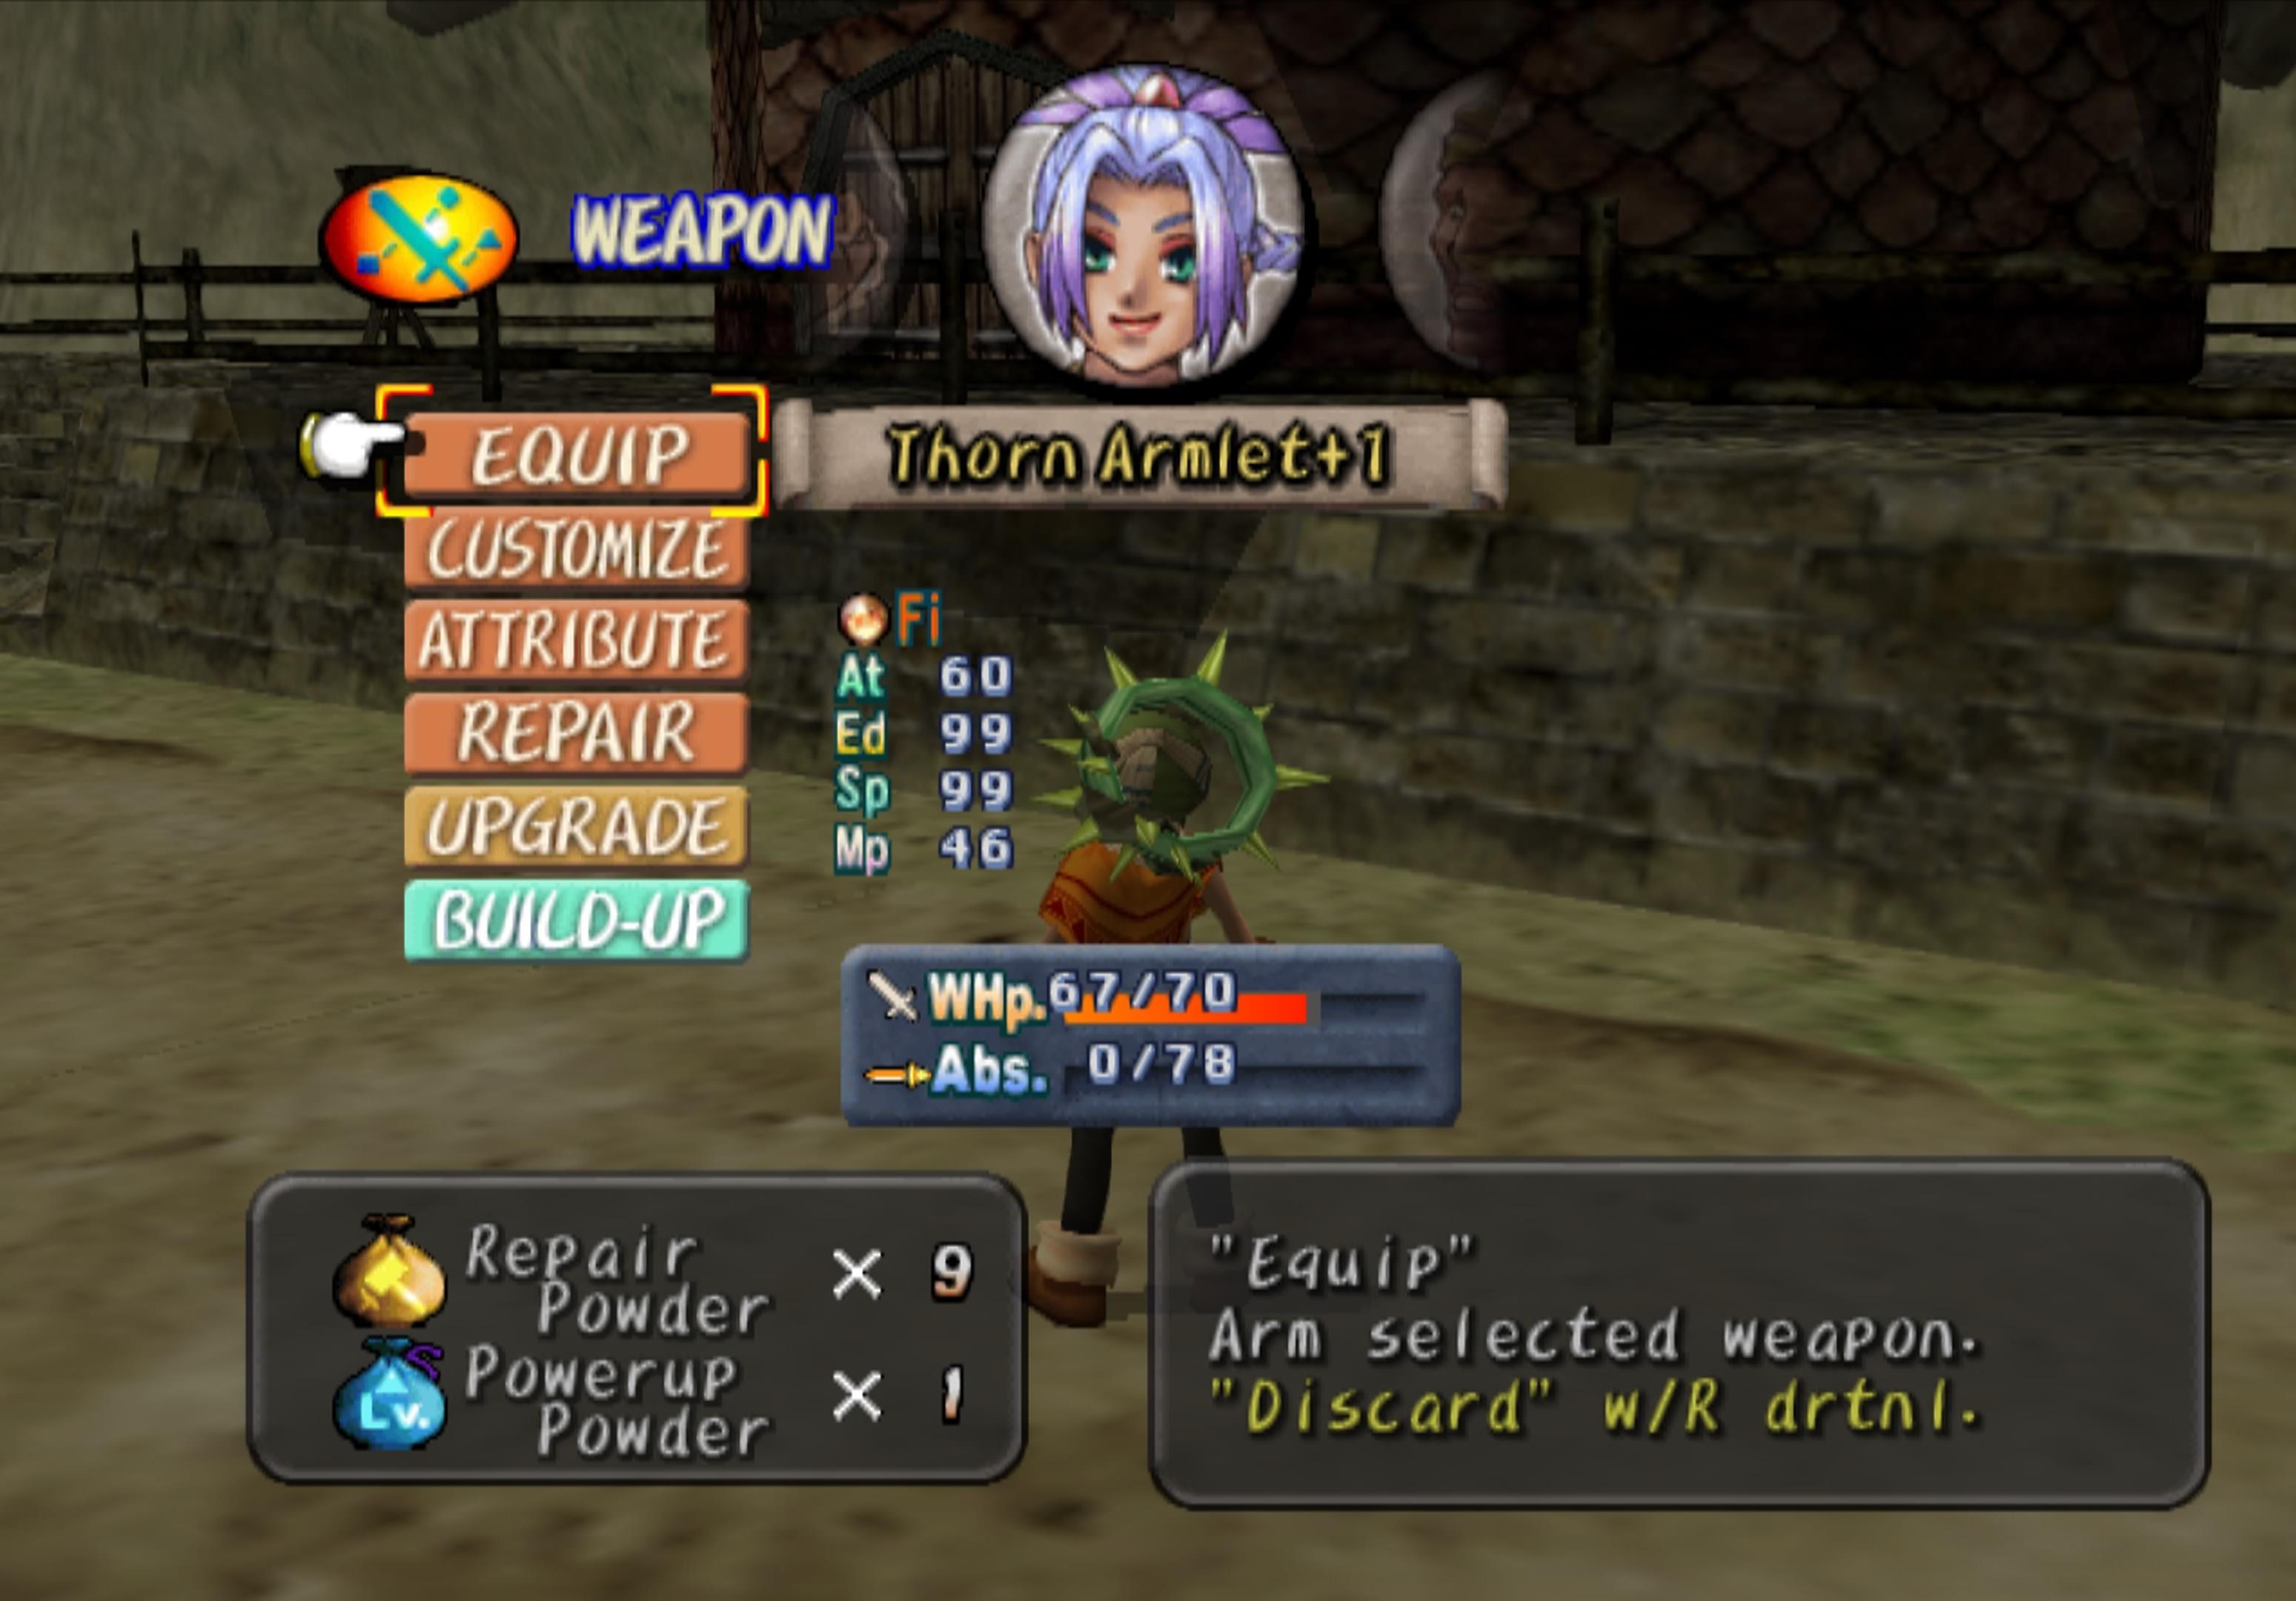 WEAPON
EQUIP
Thorn Armlet+1
CUSTOMIZE
ATTRIBUTE
REPAIR
UPGRADE
BUILD-UP
Fi
At 60
Ed 99
Sp 99
Mp 46
WHp. 67/70
Abs. 0/78
Repair
Powder × 9
Lv.
Powerup
Powder × 1
"Equip"
Arm selected weapon.
"Discard" w/R drtnl.